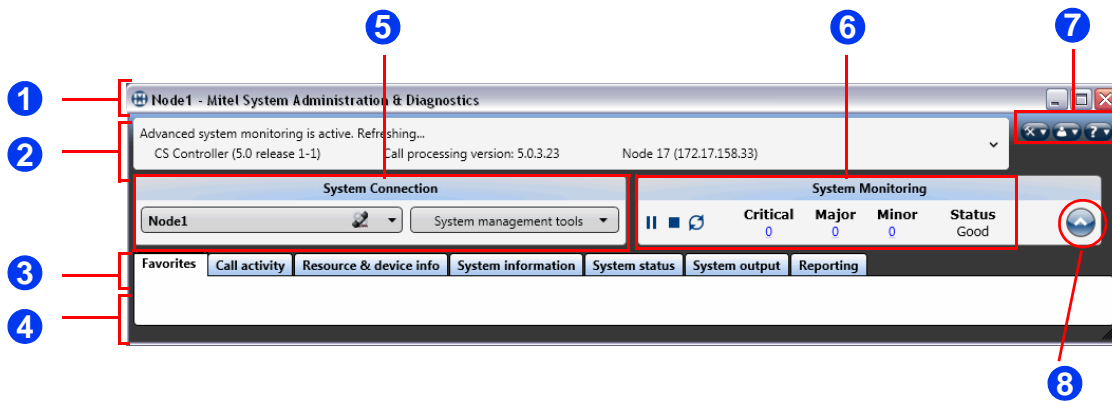 5
6
7
1
Node1 - Mitel System Administration & Diagnostics
2
Advanced system monitoring is active. Refreshing...
CS Controller (5.0 release 1-1) Call processing version: 5.0.3.23 Node 17 (172.17.158.33)
?
System Connection
System Monitoring
Node1
System management tools
Critical Major Minor Status
0 0 0 Good
3
Favorites Call activity Resource & device info System information System status System output Reporting
4
8